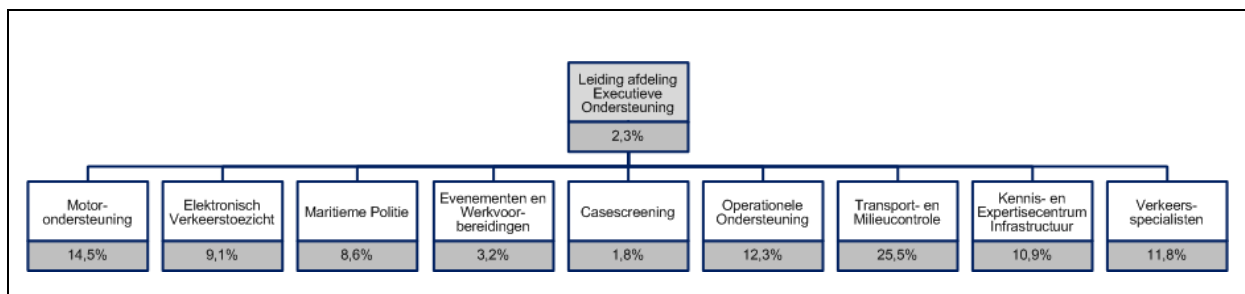 Leiding afdeling
Executieve
Ondersteuning
2,3%
Motor-
ondersteuning
14,5%
Elektronisch
Verkeerstoezicht
9,1%
Maritieme Politie
8,6%
Evenementen en
Werkvoor-
bereidingen
3,2%
Casescreening
1,8%
Operationele
Ondersteuning
12,3%
Transport- en
Milieucontrole
25,5%
Kennis- en
Expertisecentrum
Infrastructuur
10,9%
Verkeers-
specialisten
11,8%